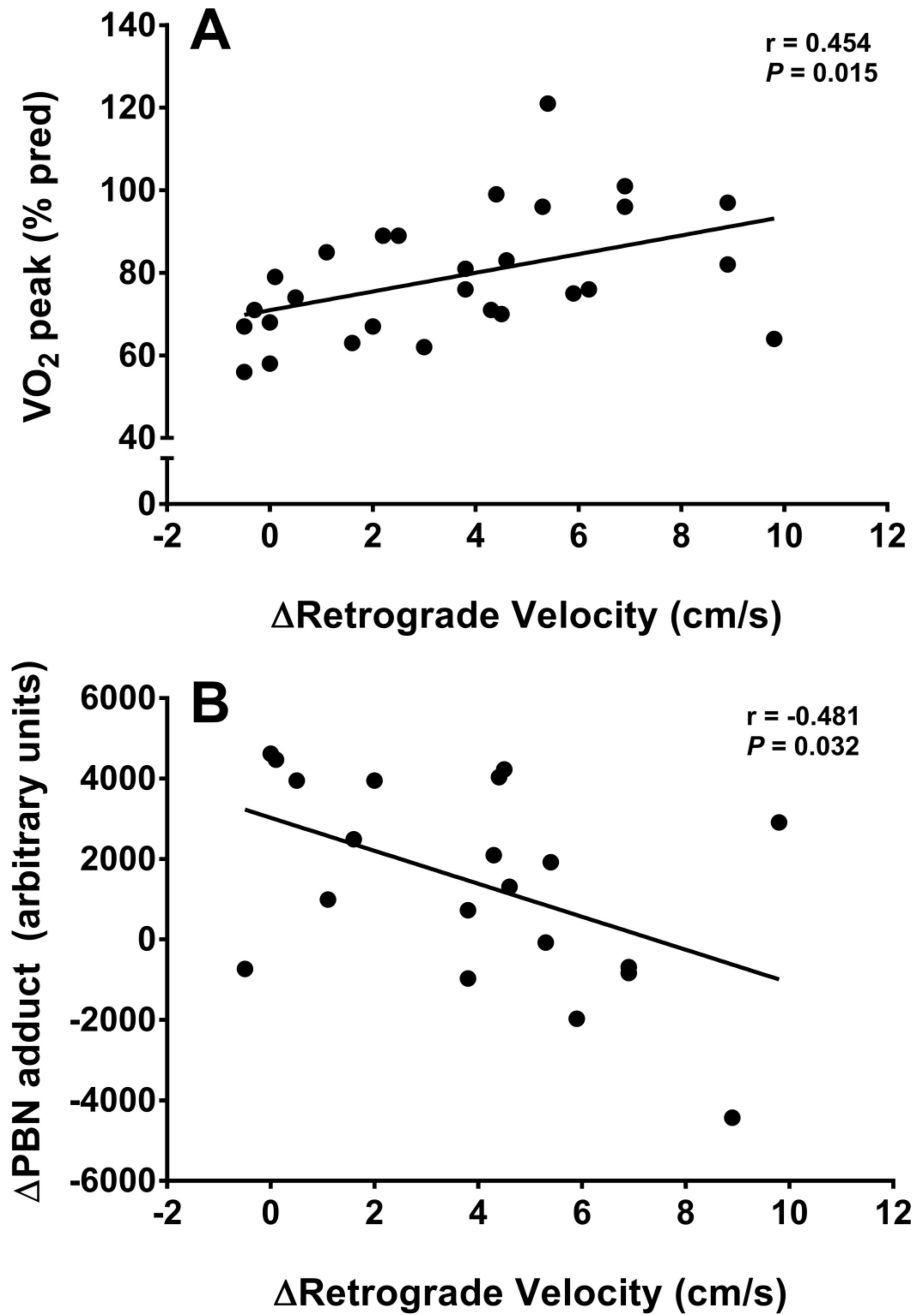 A
r = 0.454
P = 0.015
VO₂ peak (% pred)
140
120
100
80
60
40
0
-2 0 2 4 6 8 10 12
ΔRetrograde Velocity (cm/s)
B
r = -0.481
P = 0.032
ΔPBN adduct (arbitrary units)
6000
4000
2000
0
-2000
-4000
-6000
-2 0 2 4 6 8 10 12
ΔRetrograde Velocity (cm/s)